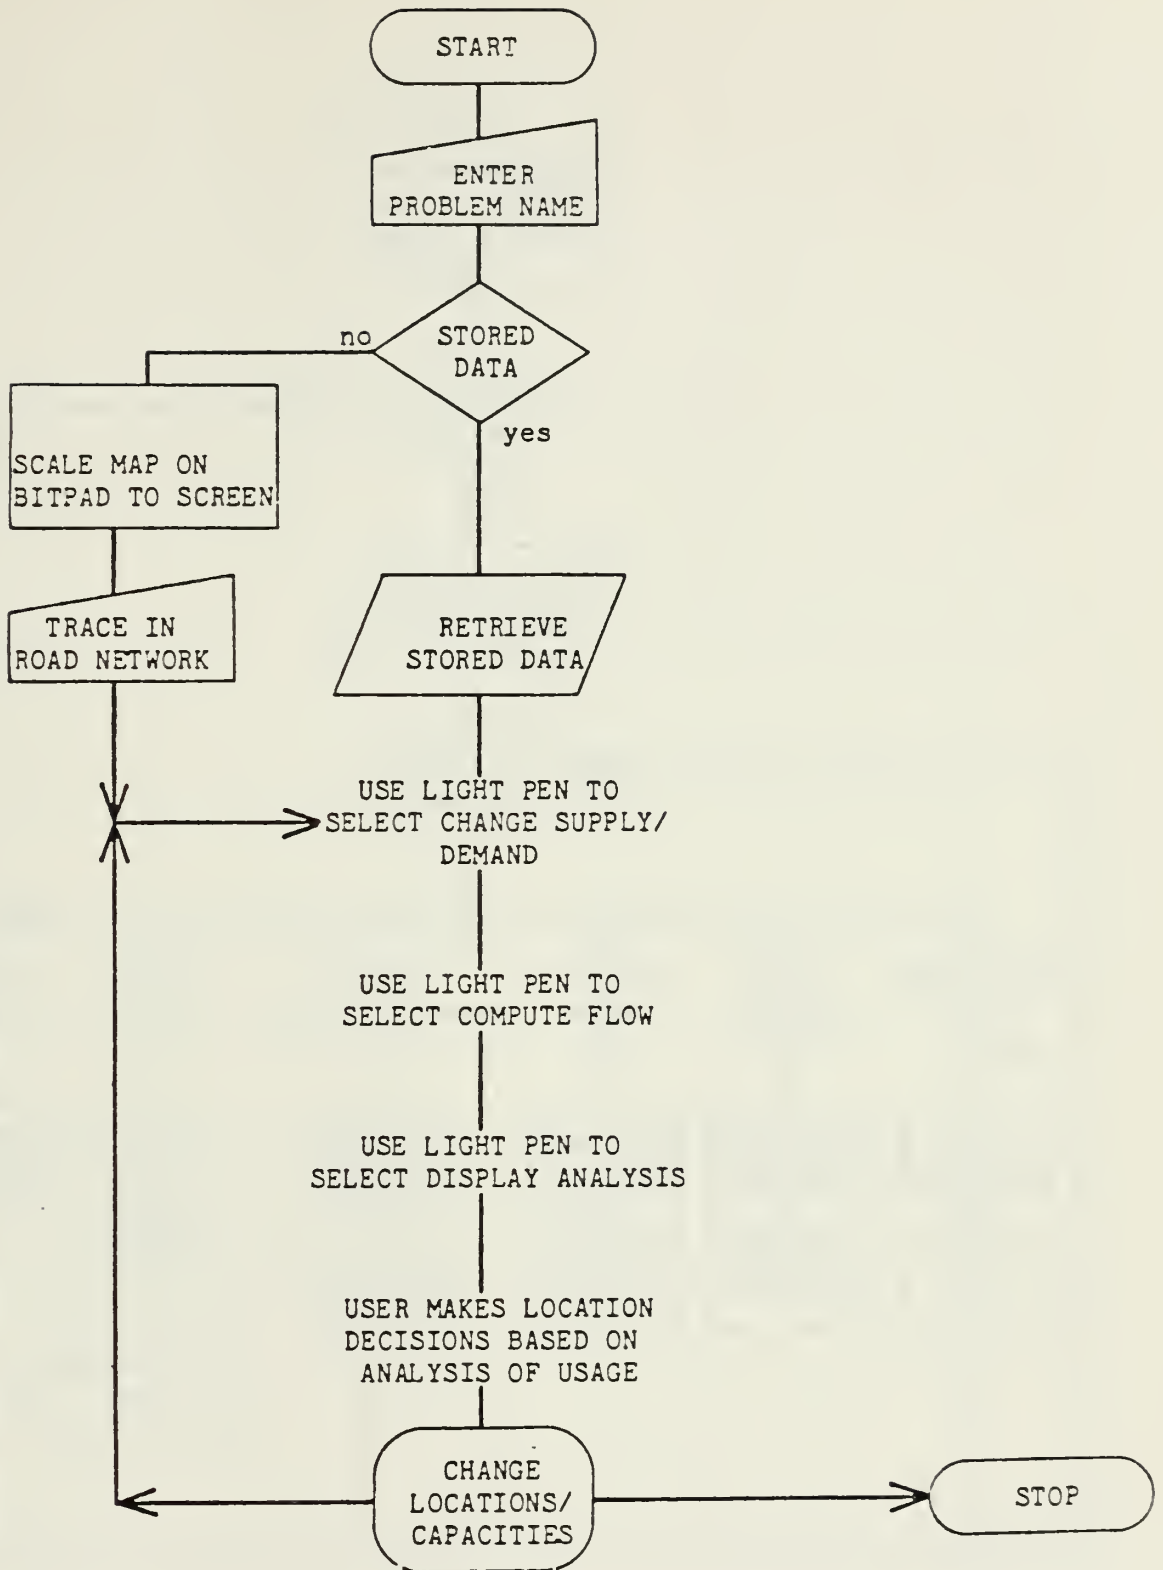 START
ENTER
PROBLEM NAME
STORED
DATA
no
yes
SCALE MAP ON
BITPAD TO SCREEN
TRACE IN
ROAD NETWORK
RETRIEVE
STORED DATA
USE LIGHT PEN TO
SELECT CHANGE SUPPLY/
DEMAND
USE LIGHT PEN TO
SELECT COMPUTE FLOW
USE LIGHT PEN TO
SELECT DISPLAY ANALYSIS
USER MAKES LOCATION
DECISIONS BASED ON
ANALYSIS OF USAGE
CHANGE
LOCATIONS/
CAPACITIES
STOP